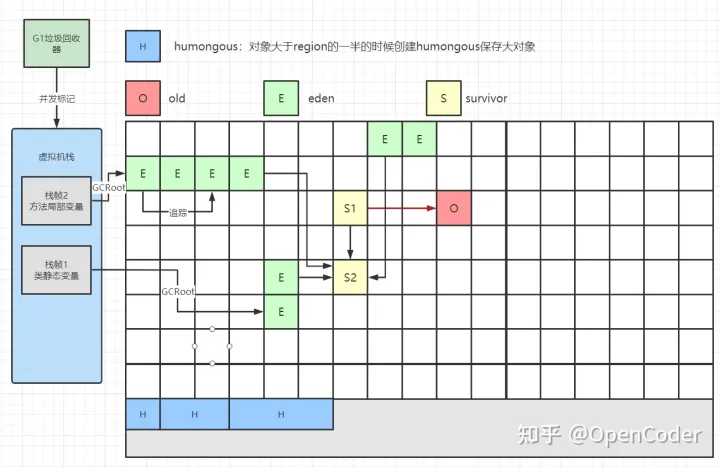 G1垃圾回收
器
H
humongous：对象大于region的一半的时候创建humongous保存大对象
并发标记
O
old
E
eden
S
survivor
虚拟机栈
E
E
栈帧2
方法局部变量
GCRoot
E
E
E
E
追踪
S1
O
栈帧1
类静态变量
GCRoot
E
S2
E
H
H
H
知乎 @OpenCoder